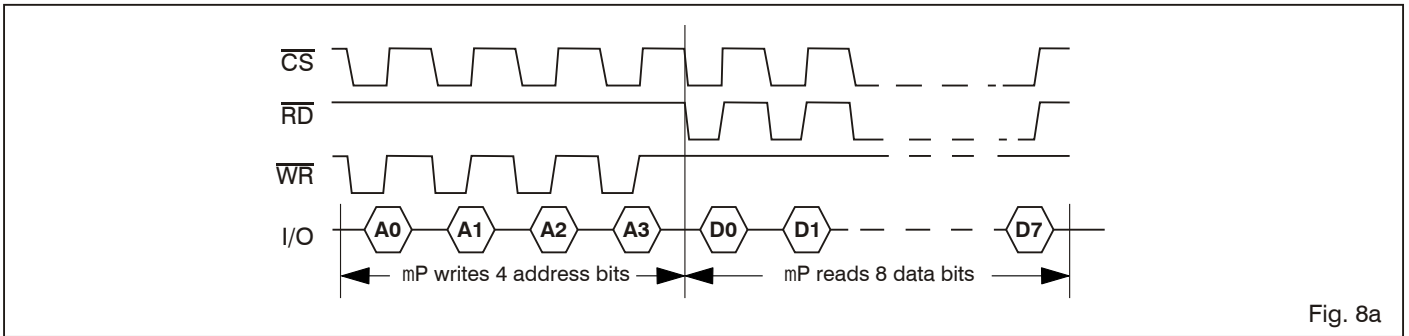 CS
RD
WR
I/O A0 A1 A2 A3 D0 D1 D7
mP writes 4 address bits mP reads 8 data bits
Fig. 8a